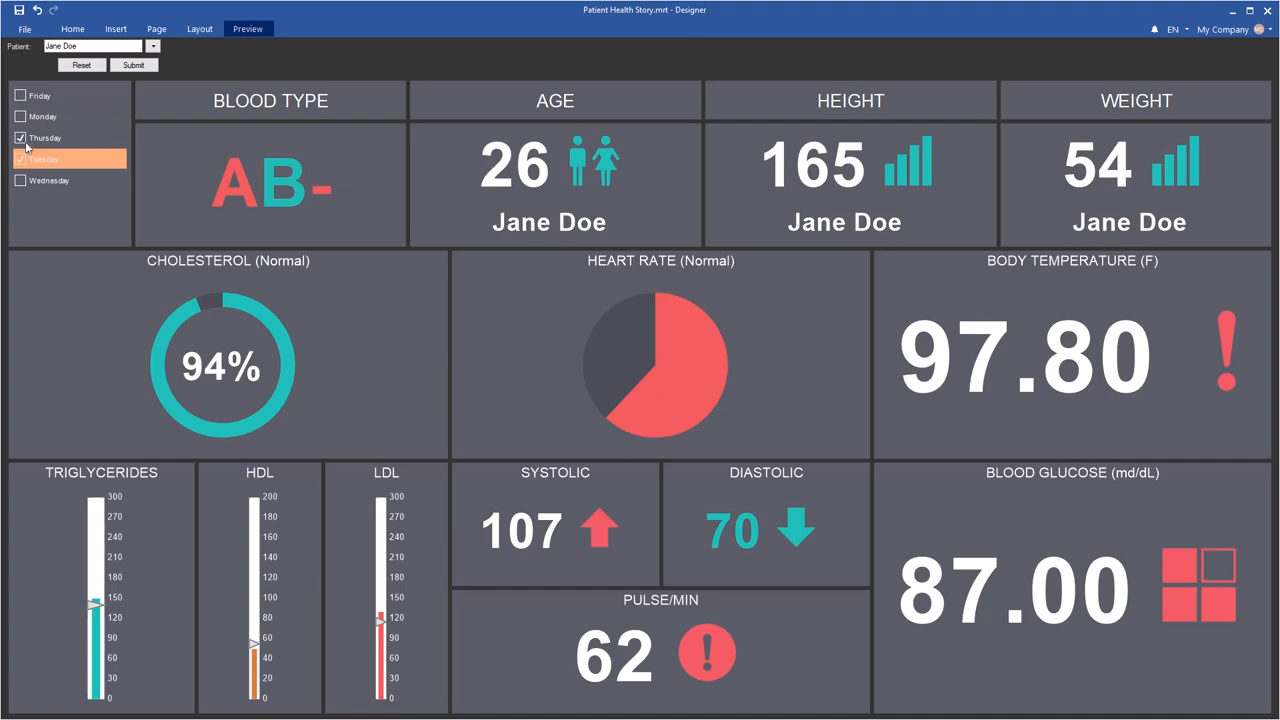 Patient Health Story.mrt - Designer
File Home Insert Page Layout Preview
EN My Company
Patient: Jane Doe
Reset Submit
Friday
Monday
Thursday
Tuesday
Wednesday
BLOOD TYPE
AB-
AGE
26
Jane Doe
HEIGHT
165
Jane Doe
WEIGHT
54
Jane Doe
CHOLESTEROL (Normal)
94%
HEART RATE (Normal)
BODY TEMPERATURE (F)
97.80 !
TRIGLYCERIDES
300
270
240
210
180
150
120
90
60
30
0
HDL
200
180
160
140
120
100
80
60
40
20
0
LDL
300
270
240
210
180
150
120
90
60
30
0
SYSTOLIC
107
DIASTOLIC
70
PULSE/MIN
62 !
BLOOD GLUCOSE (md/dL)
87.00